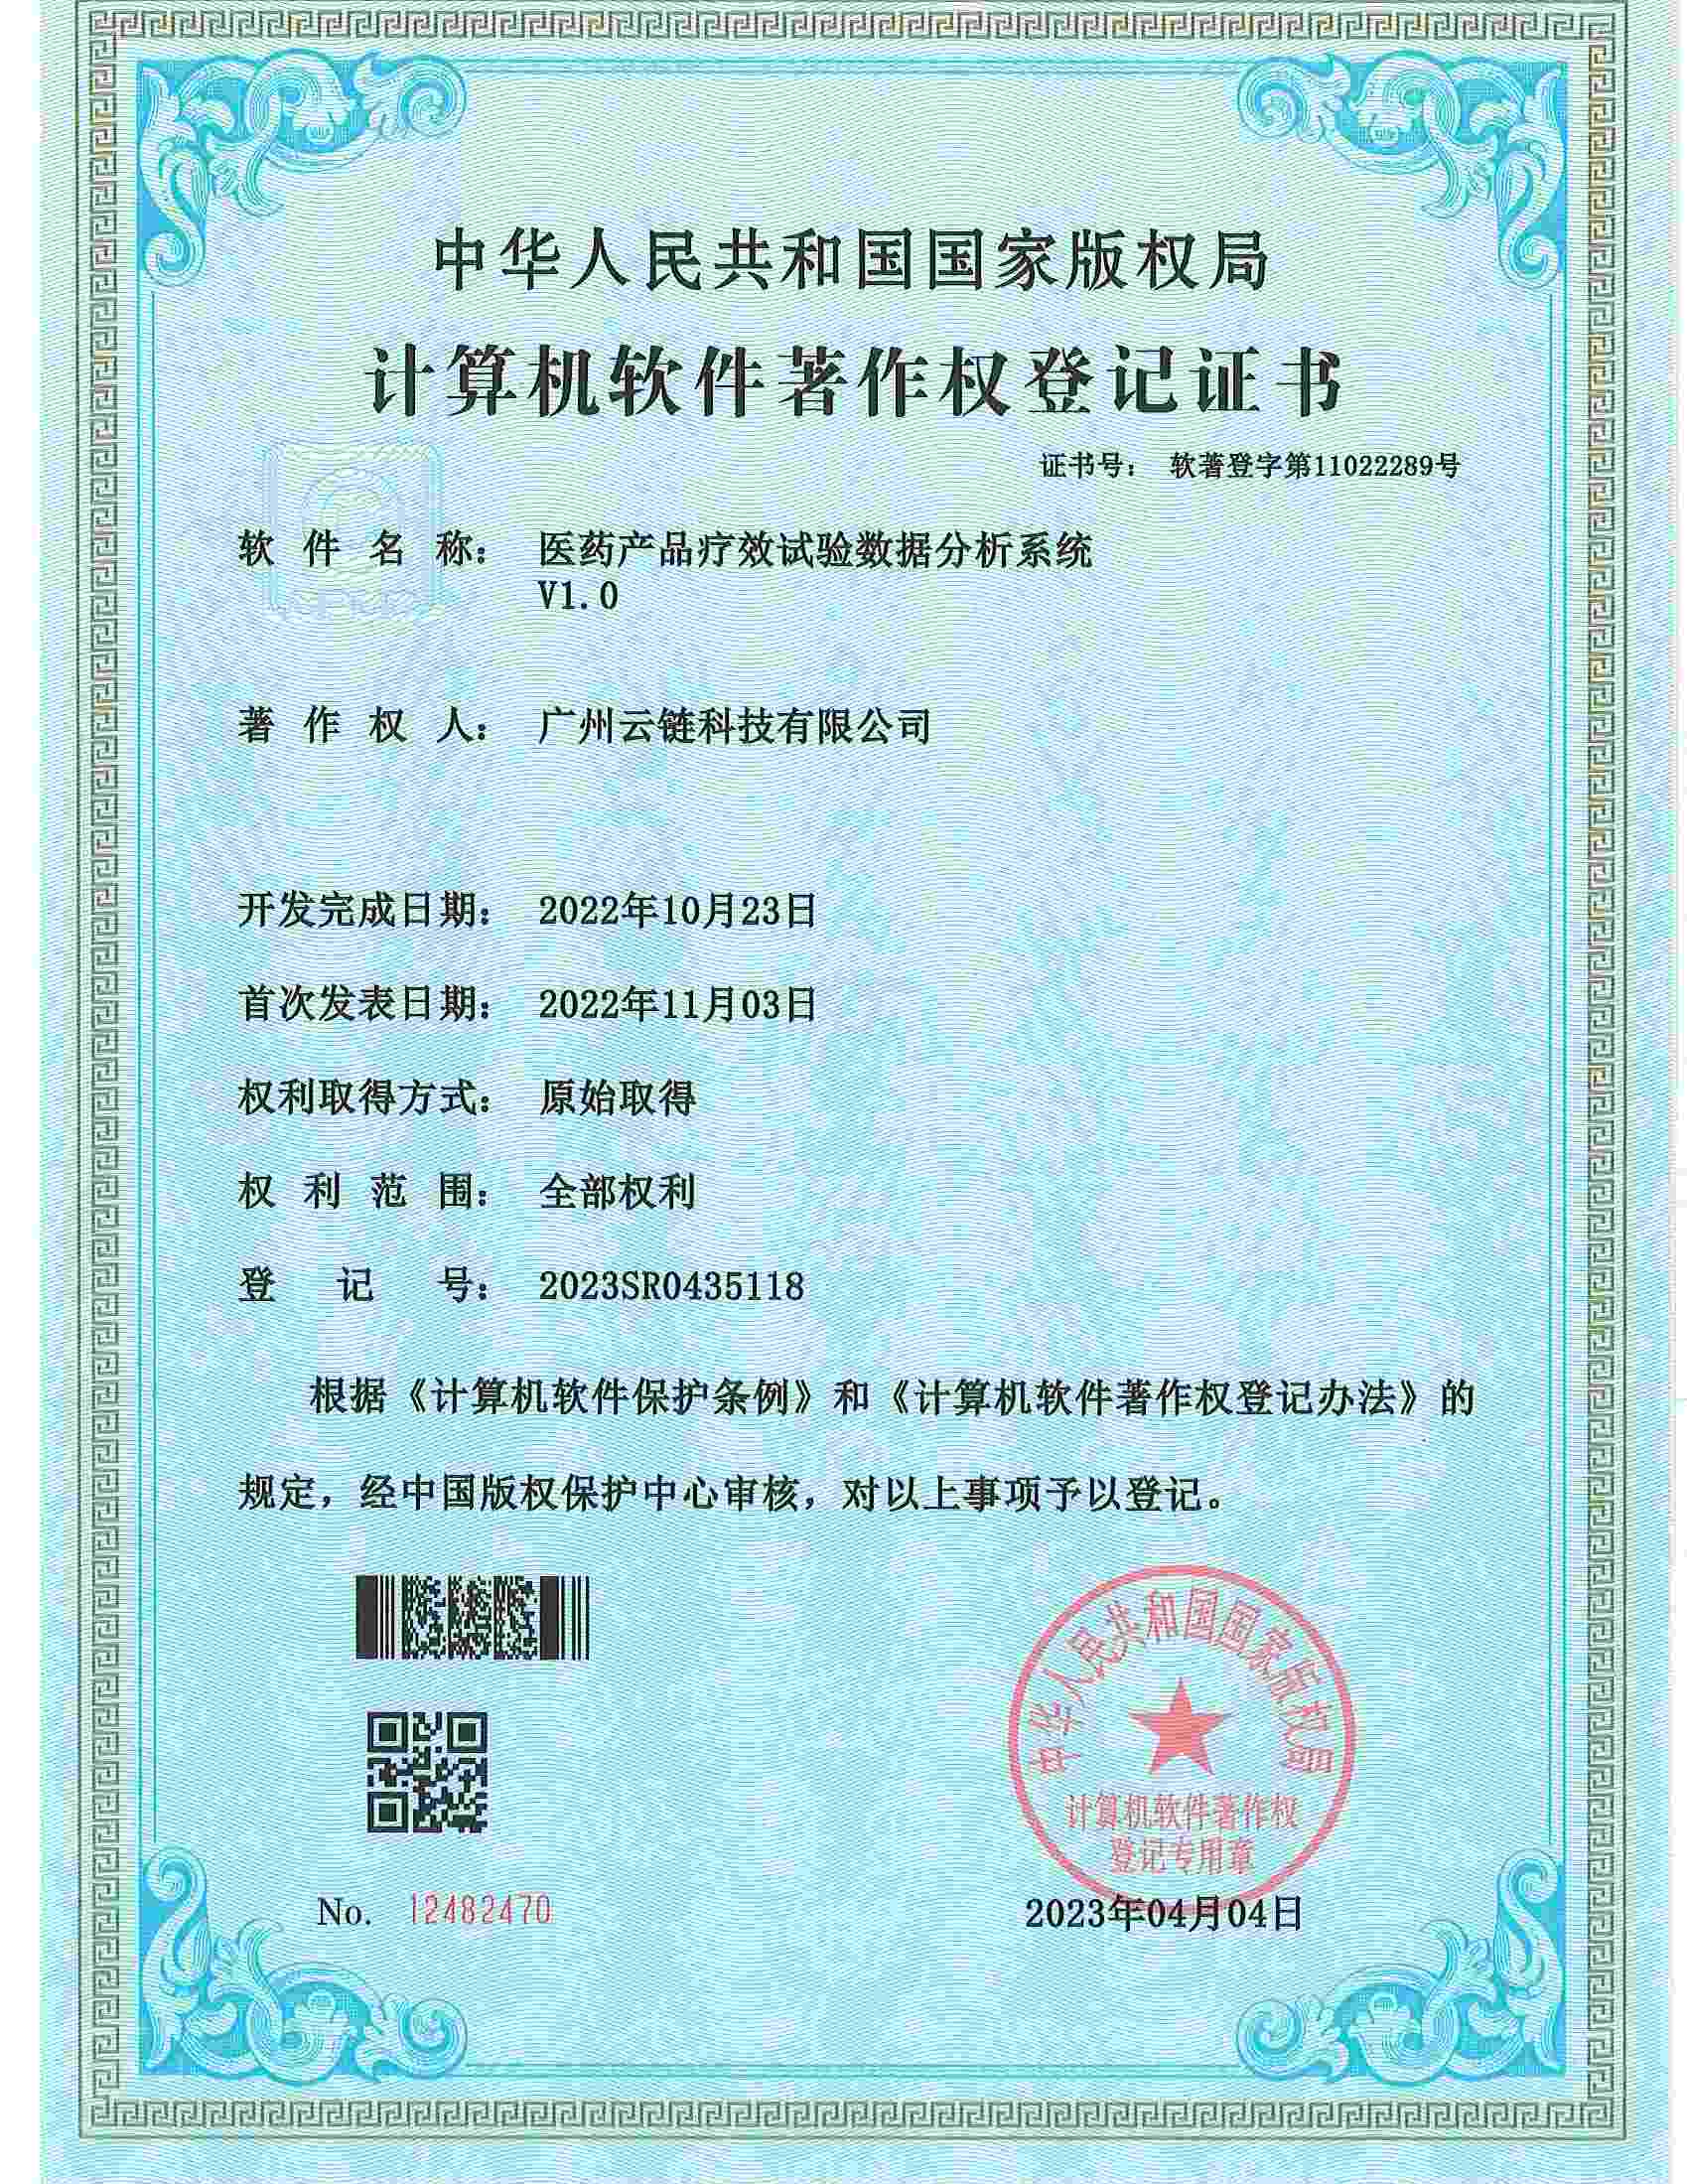 中华人民共和国国家版权局
计算机软件著作权登记证书
证书号： 软著登字第11022289号
软件名称： 医药产品疗效试验数据分析系统
V1.0
著作权人： 广州云链科技有限公司
开发完成日期： 2022年10月23日
首次发表日期： 2022年11月03日
权利取得方式： 原始取得
权利范围： 全部权利
登记号： 2023SR0435118
根据《计算机软件保护条例》和《计算机软件著作权登记办法》的
规定，经中国版权保护中心审核，对以上事项予以登记。
中华人民共和国国家版权局
计算机软件著作权
登记专用章
No. 12482470
2023年04月04日